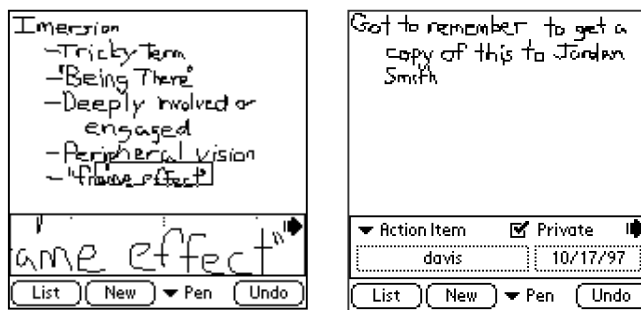 Imersion
-Tricky Term
-"Being There"
-Deeply involved or
engaged
-Peripheral vision
-"frame effect"
ame effect"
List New Pen Undo
Got to remember to get a
copy of this to Jordan
Smith
Action Item Private
davis 10/17/97
List New Pen Undo